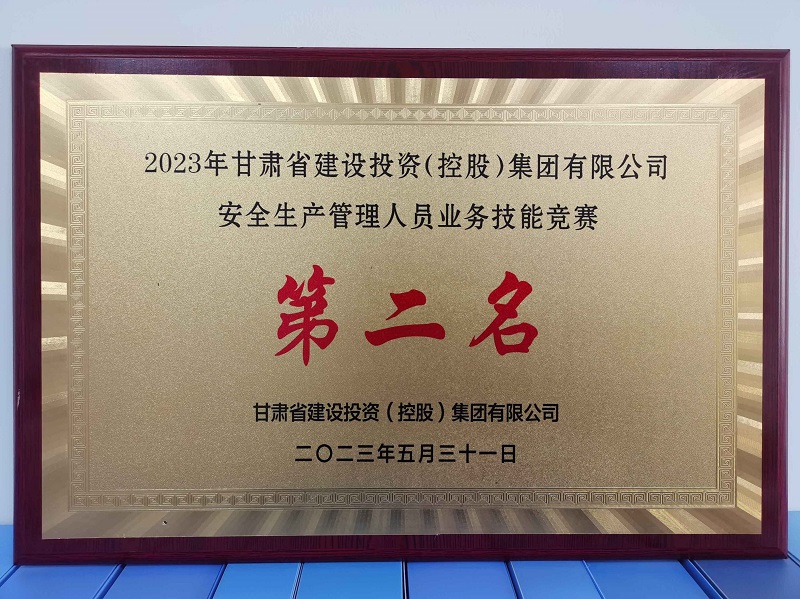 2023年甘肃省建设投资(控股)集团有限公司
安全生产管理人员业务技能竞赛
第二名
甘肃省建设投资(控股)集团有限公司
二〇二三年五月三十一日